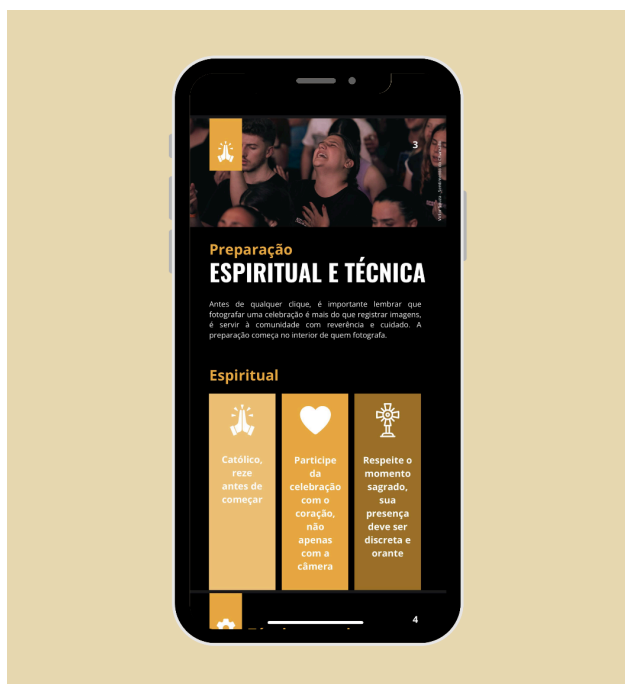 3
Preparação
ESPIRITUAL E TÉCNICA
Antes de qualquer clique, é importante lembrar que
fotografar uma celebração é mais do que registrar imagens,
é servir à comunidade com reverência e cuidado. A
preparação começa no interior de quem fotografa.
Espiritual
Católico,
reze
antes de
começar
Participe
da
celebração
com o
coração,
não
apenas
com a
câmera
Respeite o
momento
sagrado,
sua
presença
deve ser
discreta e
orante
4